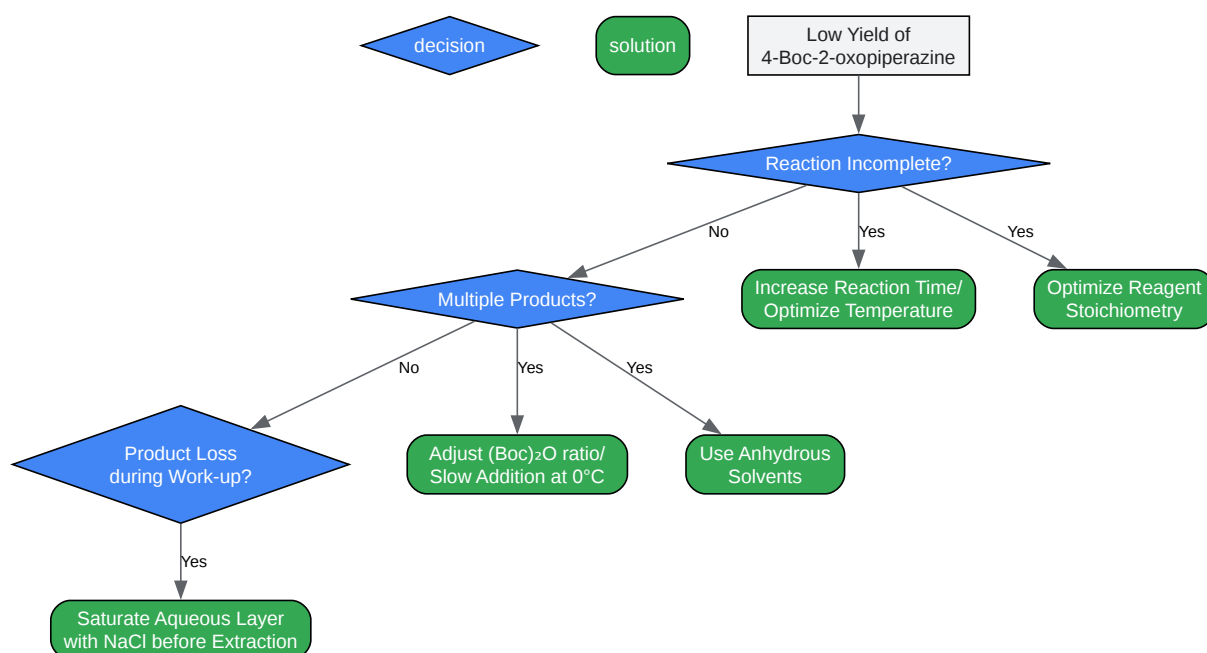 decision
solution
Low Yield of
4-Boc-2-oxopiperazine
Reaction Incomplete?
No
Yes
Yes
Multiple Products?
Increase Reaction Time/
Optimize Temperature
Optimize Reagent
Stoichiometry
No
Yes
Yes
Product Loss
during Work-up?
Adjust (Boc)₂O ratio/
Slow Addition at 0°C
Use Anhydrous
Solvents
Yes
Saturate Aqueous Layer
with NaCl before Extraction